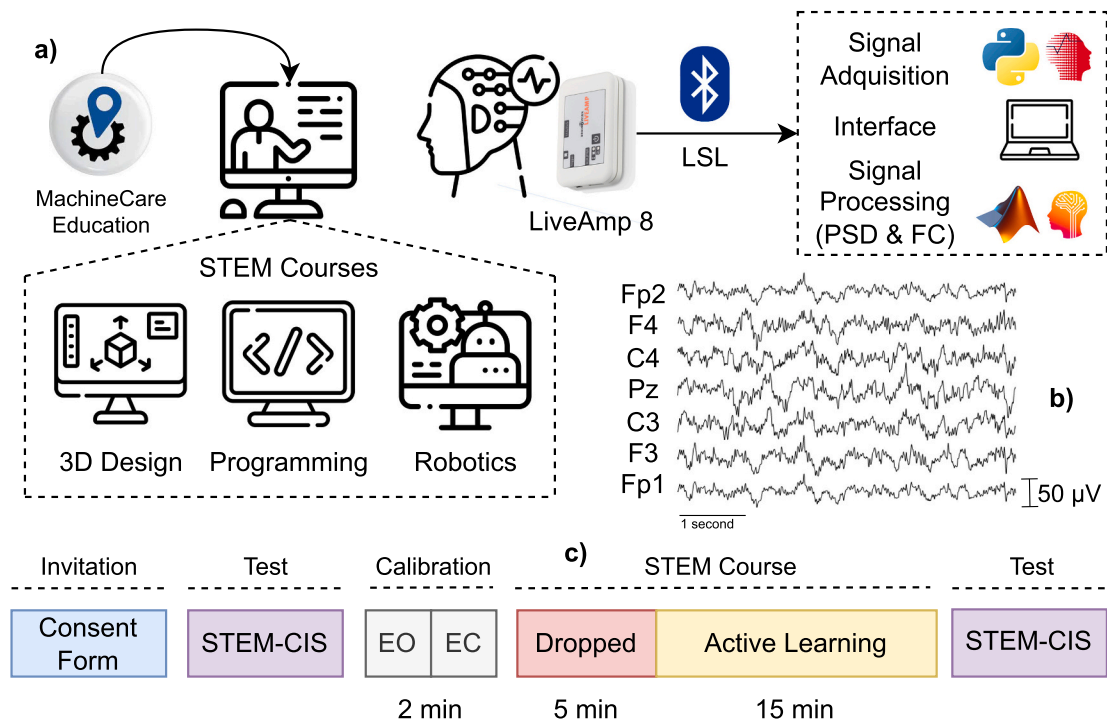 a)
MachineCare
Education
LiveAmp 8
LSL
Signal
Adquisition
Interface
Signal
Processing
(PSD & FC)
STEM Courses
3D Design
Programming
Robotics
Fp2
F4
C4
Pz
C3
F3
Fp1
b)
50 µV
1 second
c)
Invitation
Test
Calibration
STEM Course
Test
Consent
Form
STEM-CIS
EO
EC
Dropped
Active Learning
STEM-CIS
2 min
5 min
15 min